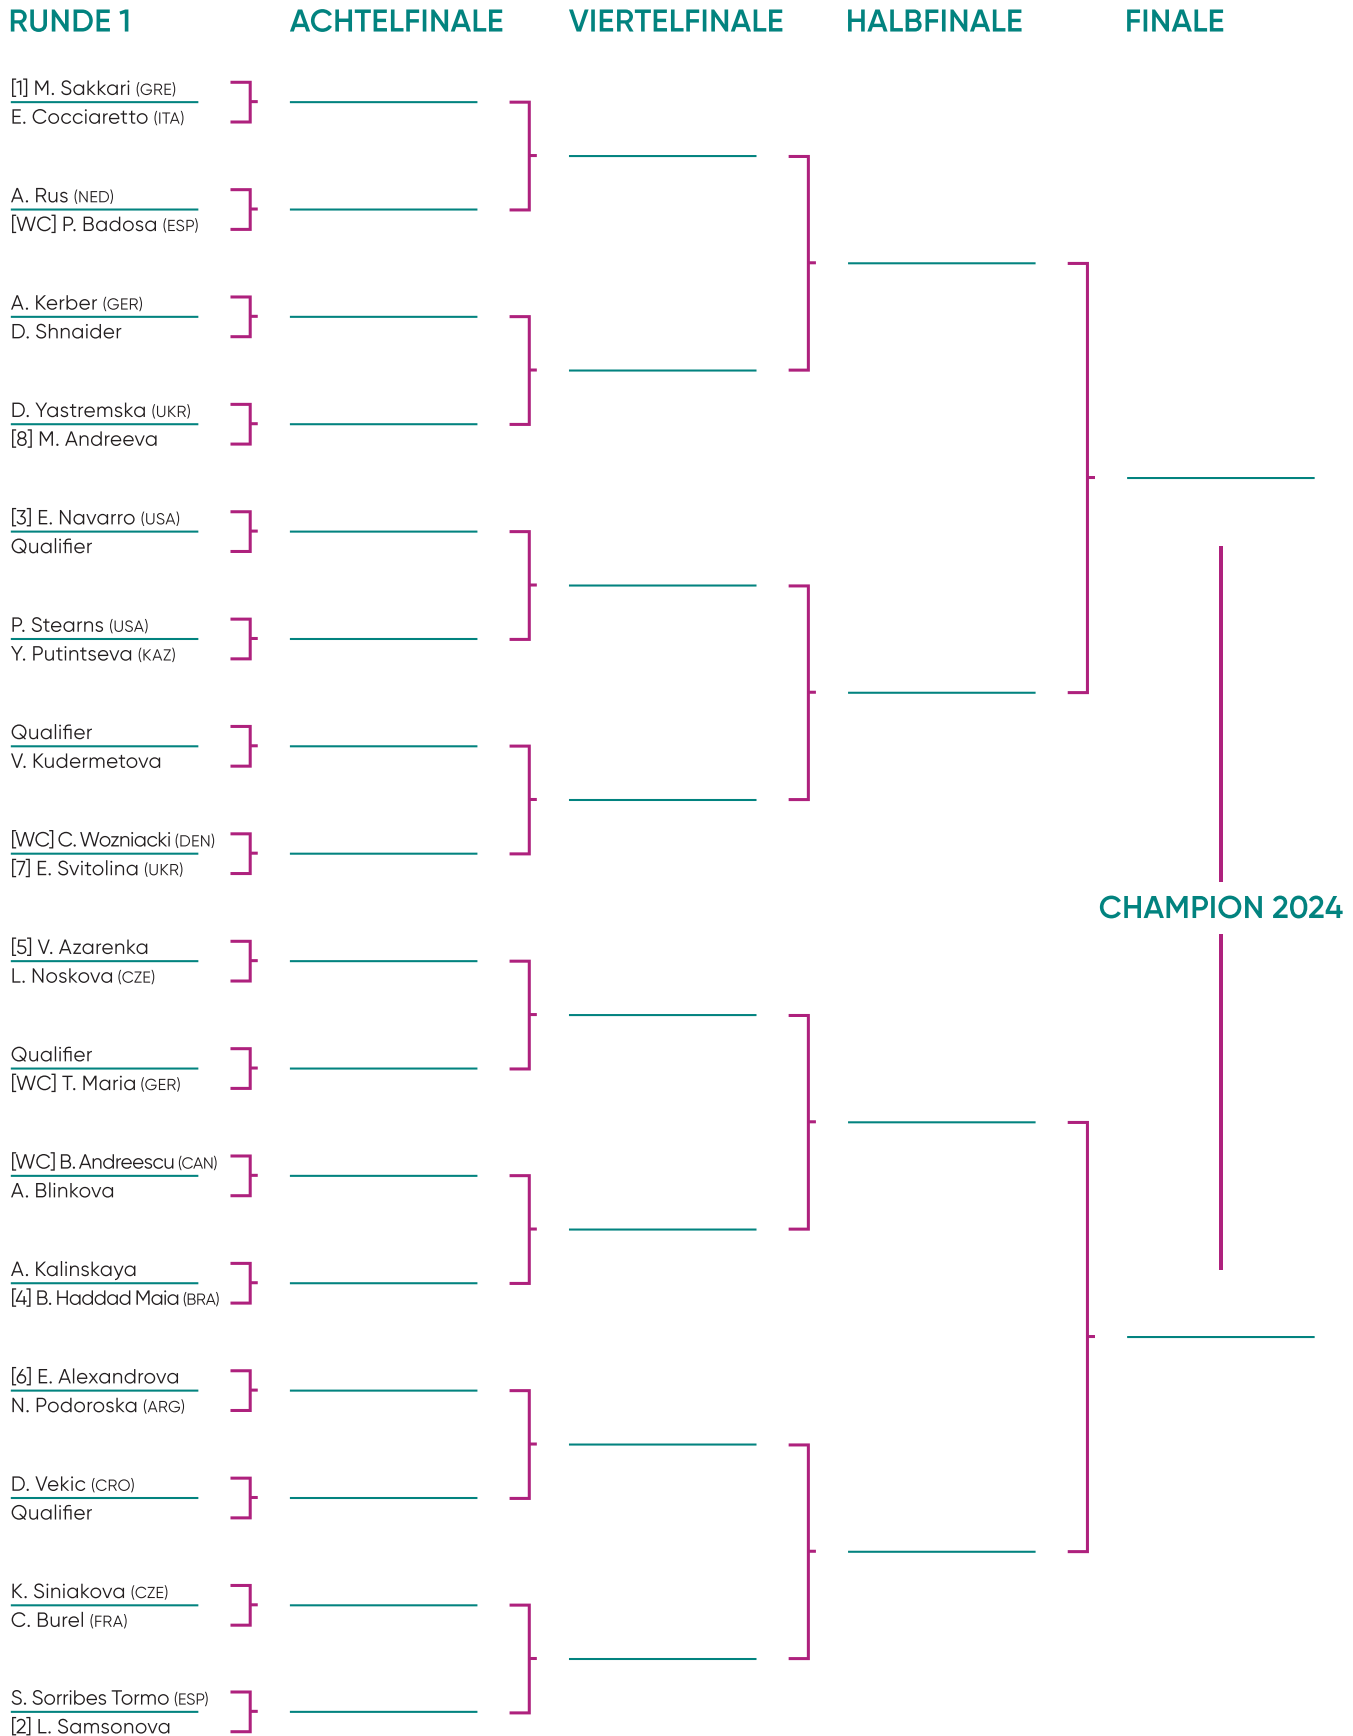 RUNDE 1
ACHTELFINALE
VIERTELFINALE
HALBFINALE
FINALE
[1] M. Sakkari (GRE)
E. Cocciaretto (ITA)
A. Rus (NED)
[WC] P. Badosa (ESP)
A. Kerber (GER)
D. Shnaider
D. Yastremska (UKR)
[8] M. Andreeva
[3] E. Navarro (USA)
Qualifier
P. Stearns (USA)
Y. Putintseva (KAZ)
Qualifier
V. Kudermetova
[WC] C. Wozniacki (DEN)
[7] E. Svitolina (UKR)
CHAMPION 2024
[5] V. Azarenka
L. Noskova (CZE)
Qualifier
[WC] T. Maria (GER)
[WC] B. Andreescu (CAN)
A. Blinkova
A. Kalinskaya
[4] B. Haddad Maia (BRA)
[6] E. Alexandrova
N. Podoroska (ARG)
D. Vekic (CRO)
Qualifier
K. Siniakova (CZE)
C. Burel (FRA)
S. Sorribes Tormo (ESP)
[2] L. Samsonova